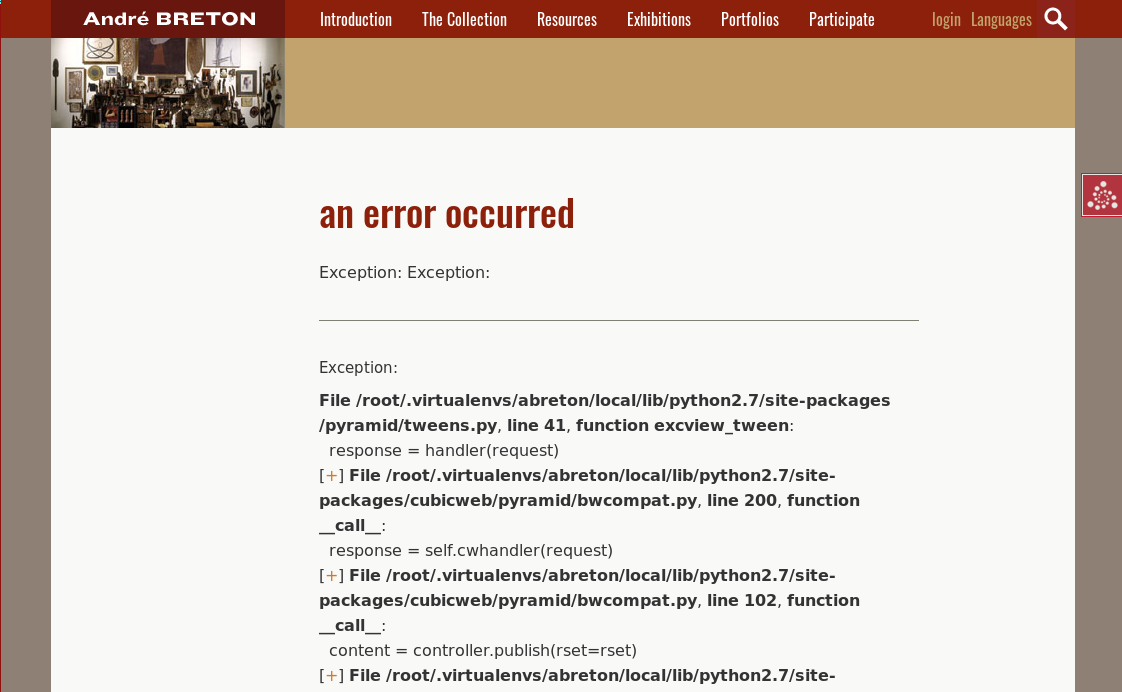 André BRETON
Introduction
The Collection
Resources
Exhibitions
Portfolios
Participate
login
Languages
an error occurred
Exception: Exception:
Exception:
File /root/.virtualenvs/abreton/local/lib/python2.7/site-packages
/pyramid/tweens.py, line 41, function excview_tween:
response = handler(request)
[+] File /root/.virtualenvs/abreton/local/lib/python2.7/site-
packages/cubicweb/pyramid/bwcompat.py, line 200, function
__call__:
response = self.cwhandler(request)
[+] File /root/.virtualenvs/abreton/local/lib/python2.7/site-
packages/cubicweb/pyramid/bwcompat.py, line 102, function
__call__:
content = controller.publish(rset=rset)
[+] File /root/.virtualenvs/abreton/local/lib/python2.7/site-